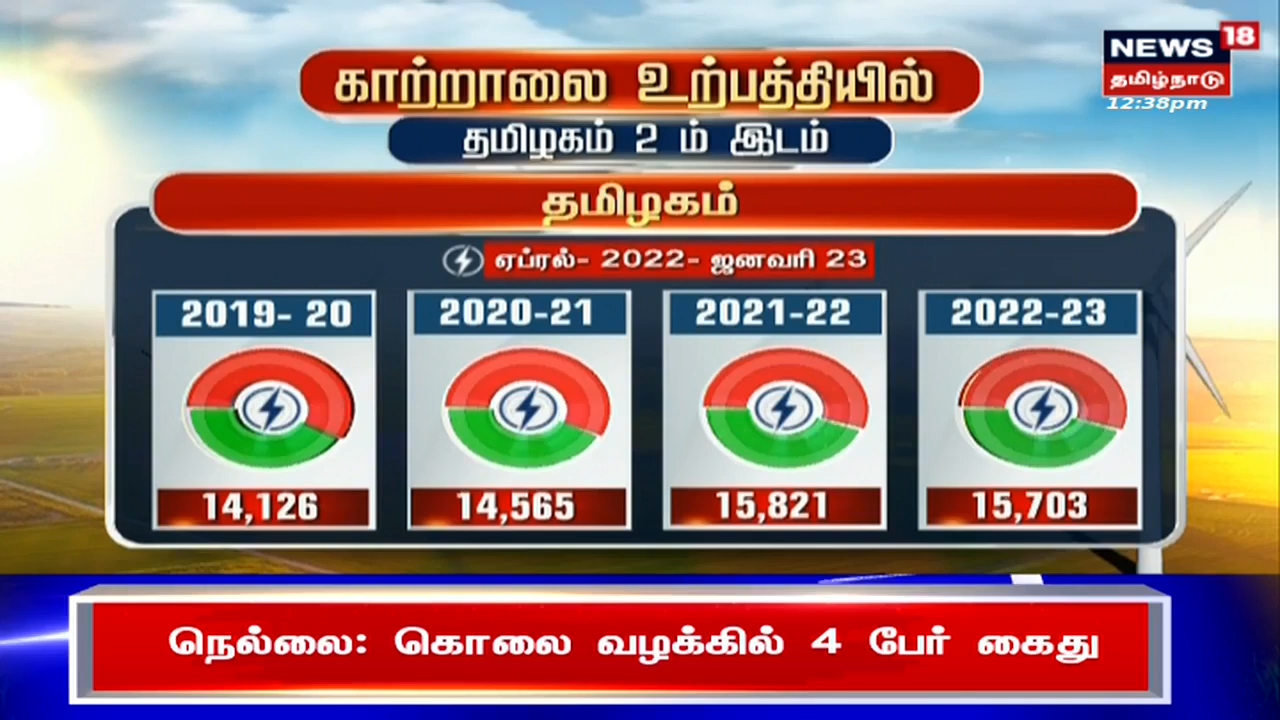 காற்றாலை உற்பத்தியில்
NEWS 18
தமிழ்நாடு
12:38pm
தமிழகம் 2 ம் இடம்
தமிழகம்
ஏப்ரல்- 2022- ஜனவரி 23
2019- 20
2020-21
2021-22
2022-23
14,126
14,565
15,821
15,703
நெல்லை: கொலை வழக்கில் 4 பேர் கைது